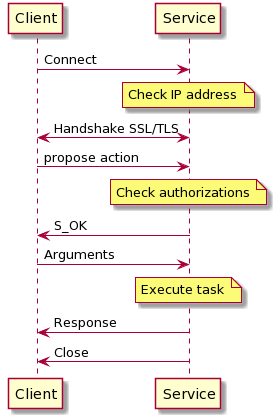 Client Service
Connect
Check IP address
Handshake SSL/TLS
propose action
Check authorizations
S_OK
Arguments
Execute task
Response
Close
Client Service